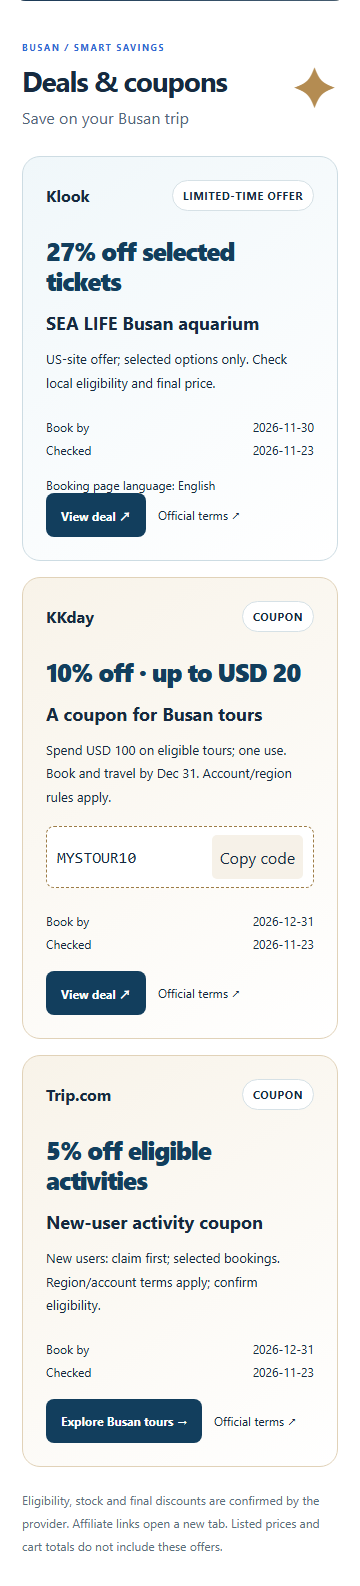 BUSAN / SMART SAVINGS
Deals & coupons
Save on your Busan trip
Klook
LIMITED-TIME OFFER
27% off selected
tickets
SEA LIFE Busan aquarium
US-site offer; selected options only. Check
local eligibility and final price.
Book by 2026-11-30
Checked 2026-11-23
Booking page language: English
View deal ↗ Official terms ↗
KKday
COUPON
10% off · up to USD 20
A coupon for Busan tours
Spend USD 100 on eligible tours; one use.
Book and travel by Dec 31. Account/region
rules apply.
MYSTOUR10 Copy code
Book by 2026-12-31
Checked 2026-11-23
View deal ↗ Official terms ↗
Trip.com
COUPON
5% off eligible
activities
New-user activity coupon
New users: claim first; selected bookings.
Region/account terms apply; confirm
eligibility.
Book by 2026-12-31
Checked 2026-11-23
Explore Busan tours → Official terms ↗
Eligibility, stock and final discounts are confirmed by the
provider. Affiliate links open a new tab. Listed prices and
cart totals do not include these offers.